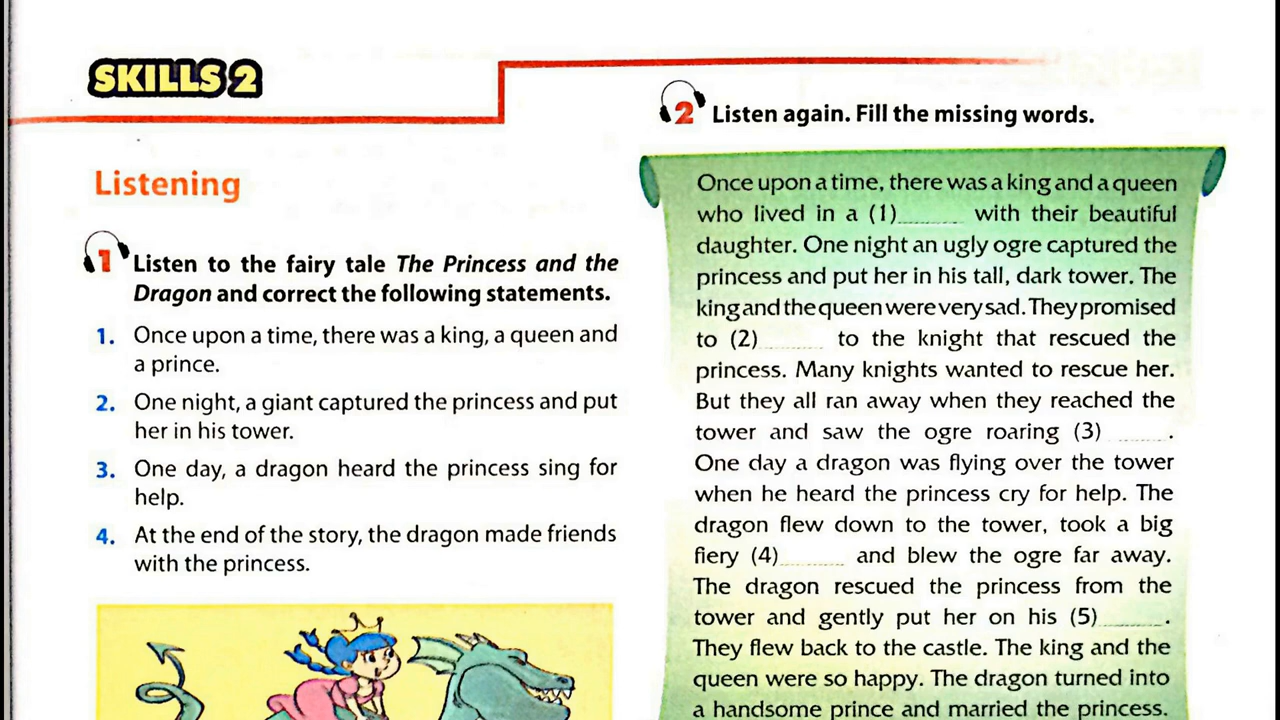 SKILLS 2
Listening
1 Listen to the fairy tale The Princess and the
Dragon and correct the following statements.
1. Once upon a time, there was a king, a queen and
a prince.
2. One night, a giant captured the princess and put
her in his tower.
3. One day, a dragon heard the princess sing for
help.
4. At the end of the story, the dragon made friends
with the princess.
2 Listen again. Fill the missing words.
Once upon a time, there was a king and a queen
who lived in a (1)______ with their beautiful
daughter. One night an ugly ogre captured the
princess and put her in his tall, dark tower. The
king and the queen were very sad. They promised
to (2)______ to the knight that rescued the
princess. Many knights wanted to rescue her.
But they all ran away when they reached the
tower and saw the ogre roaring (3) ______.
One day a dragon was flying over the tower
when he heard the princess cry for help. The
dragon flew down to the tower, took a big
fiery (4)______ and blew the ogre far away.
The dragon rescued the princess from the
tower and gently put her on his (5)______.
They flew back to the castle. The king and the
queen were so happy. The dragon turned into
a handsome prince and married the princess.